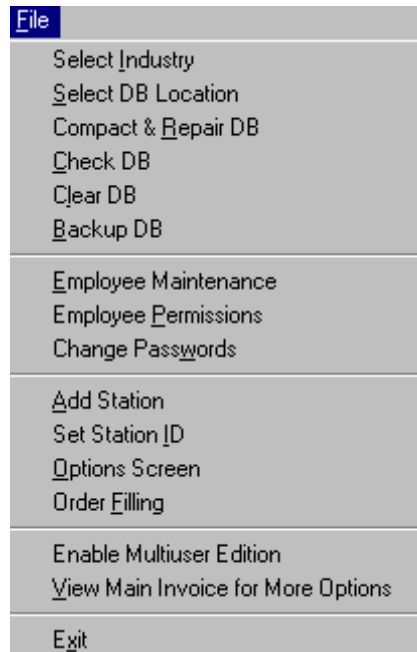 File
Select Industry
Select DB Location
Compact & Repair DB
Check DB
Clear DB
Backup DB
Employee Maintenance
Employee Permissions
Change Passwords
Add Station
Set Station ID
Options Screen
Order Filling
Enable Multiuser Edition
View Main Invoice for More Options
Exit